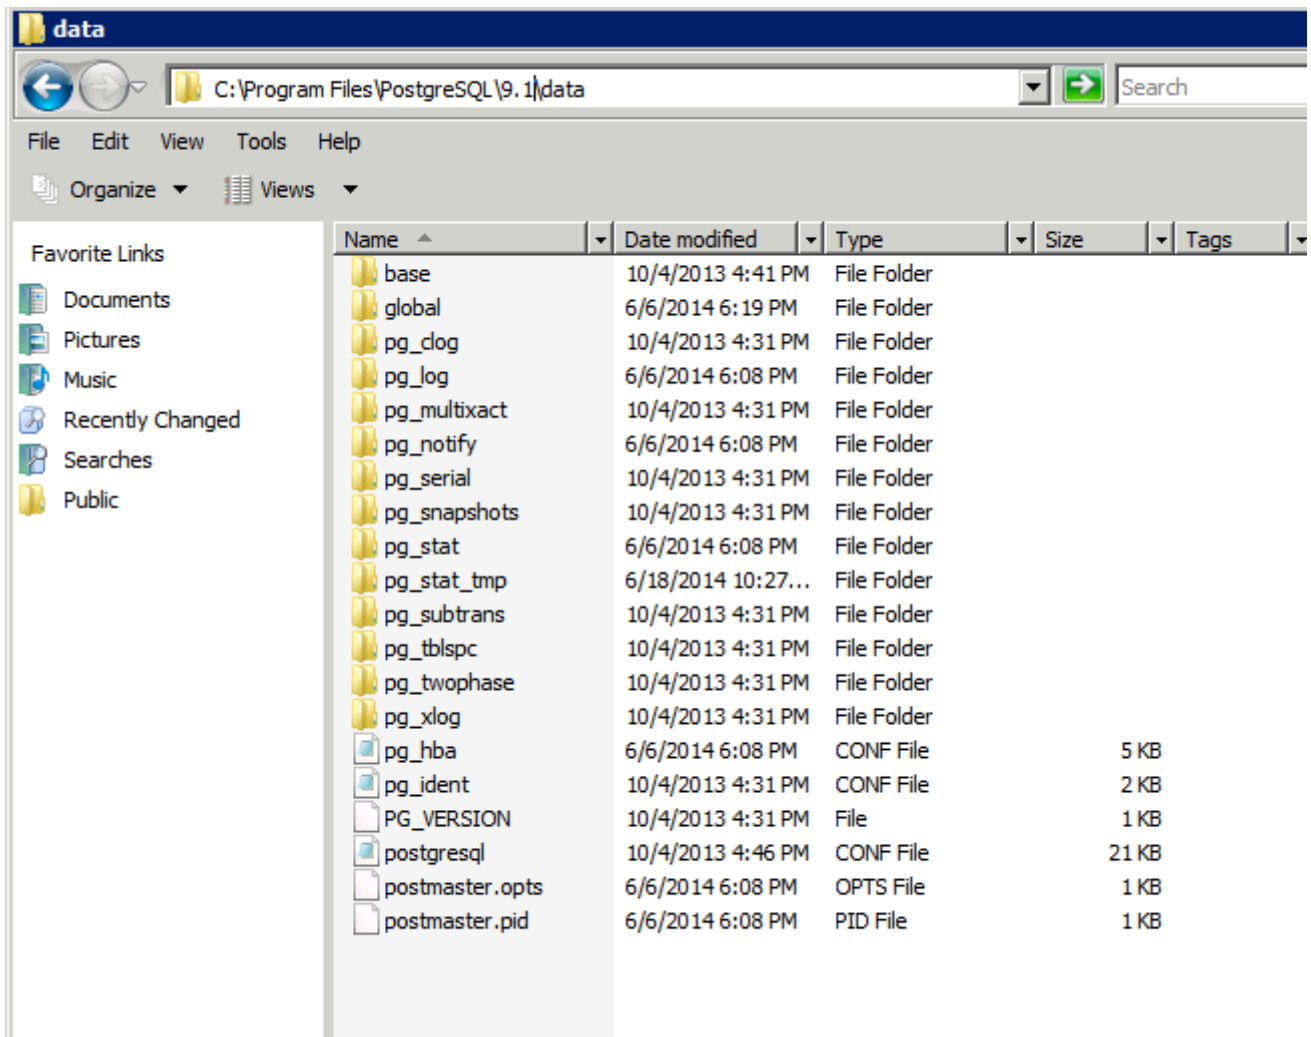 data
C:\Program Files\PostgreSQL\9.1\data
Search
File Edit View Tools Help
Organize Views
Favorite Links
Documents
Pictures
Music
Recently Changed
Searches
Public
Name Date modified Type Size Tags
base 10/4/2013 4:41 PM File Folder
global 6/6/2014 6:19 PM File Folder
pg_clog 10/4/2013 4:31 PM File Folder
pg_log 6/6/2014 6:08 PM File Folder
pg_multixact 10/4/2013 4:31 PM File Folder
pg_notify 6/6/2014 6:08 PM File Folder
pg_serial 10/4/2013 4:31 PM File Folder
pg_snapshots 10/4/2013 4:31 PM File Folder
pg_stat 6/6/2014 6:08 PM File Folder
pg_stat_tmp 6/18/2014 10:27... File Folder
pg_subtrans 10/4/2013 4:31 PM File Folder
pg_tblspc 10/4/2013 4:31 PM File Folder
pg_twophase 10/4/2013 4:31 PM File Folder
pg_xlog 10/4/2013 4:31 PM File Folder
pg_hba 6/6/2014 6:08 PM CONF File 5 KB
pg_ident 10/4/2013 4:31 PM CONF File 2 KB
PG_VERSION 10/4/2013 4:31 PM File 1 KB
postgresql 10/4/2013 4:46 PM CONF File 21 KB
postmaster.opts 6/6/2014 6:08 PM OPTS File 1 KB
postmaster.pid 6/6/2014 6:08 PM PID File 1 KB